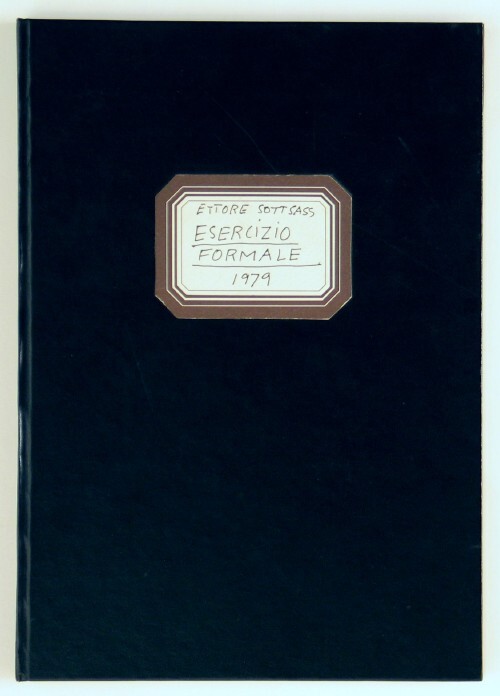 ETTORE SOTTSASS
ESERCIZIO
FORMALE
1979